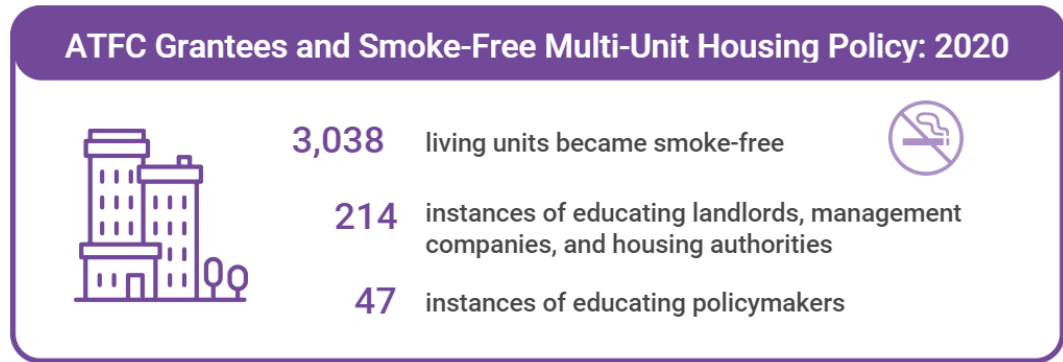 ATFC Grantees and Smoke-Free Multi-Unit Housing Policy: 2020
3,038 living units became smoke-free
214 instances of educating landlords, management
companies, and housing authorities
47 instances of educating policymakers